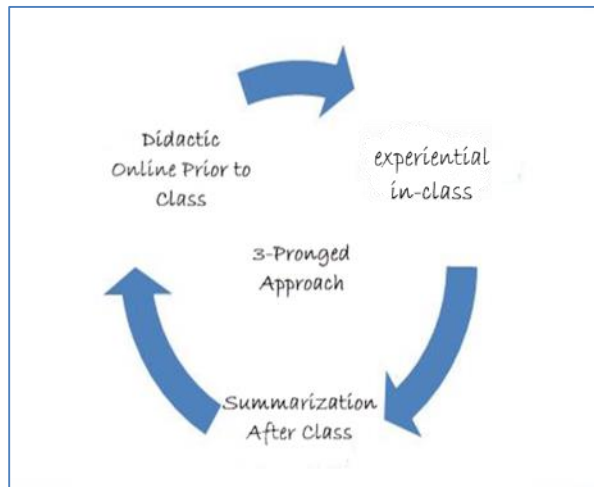 Didactic
Online Prior to
Class
experiential
in-class
3-Pronged
Approach
Summarization
After Class